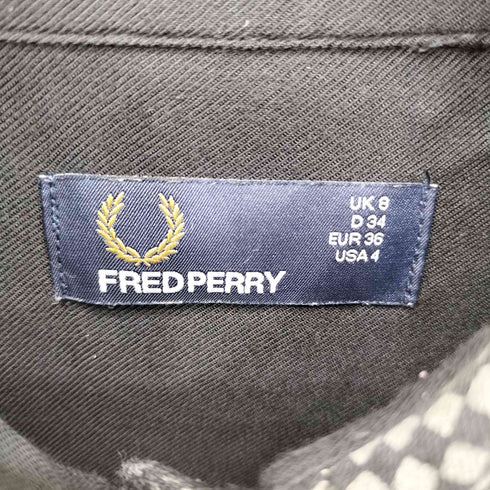 UK 8
D 34
EUR 36
USA 4
FRED PERRY